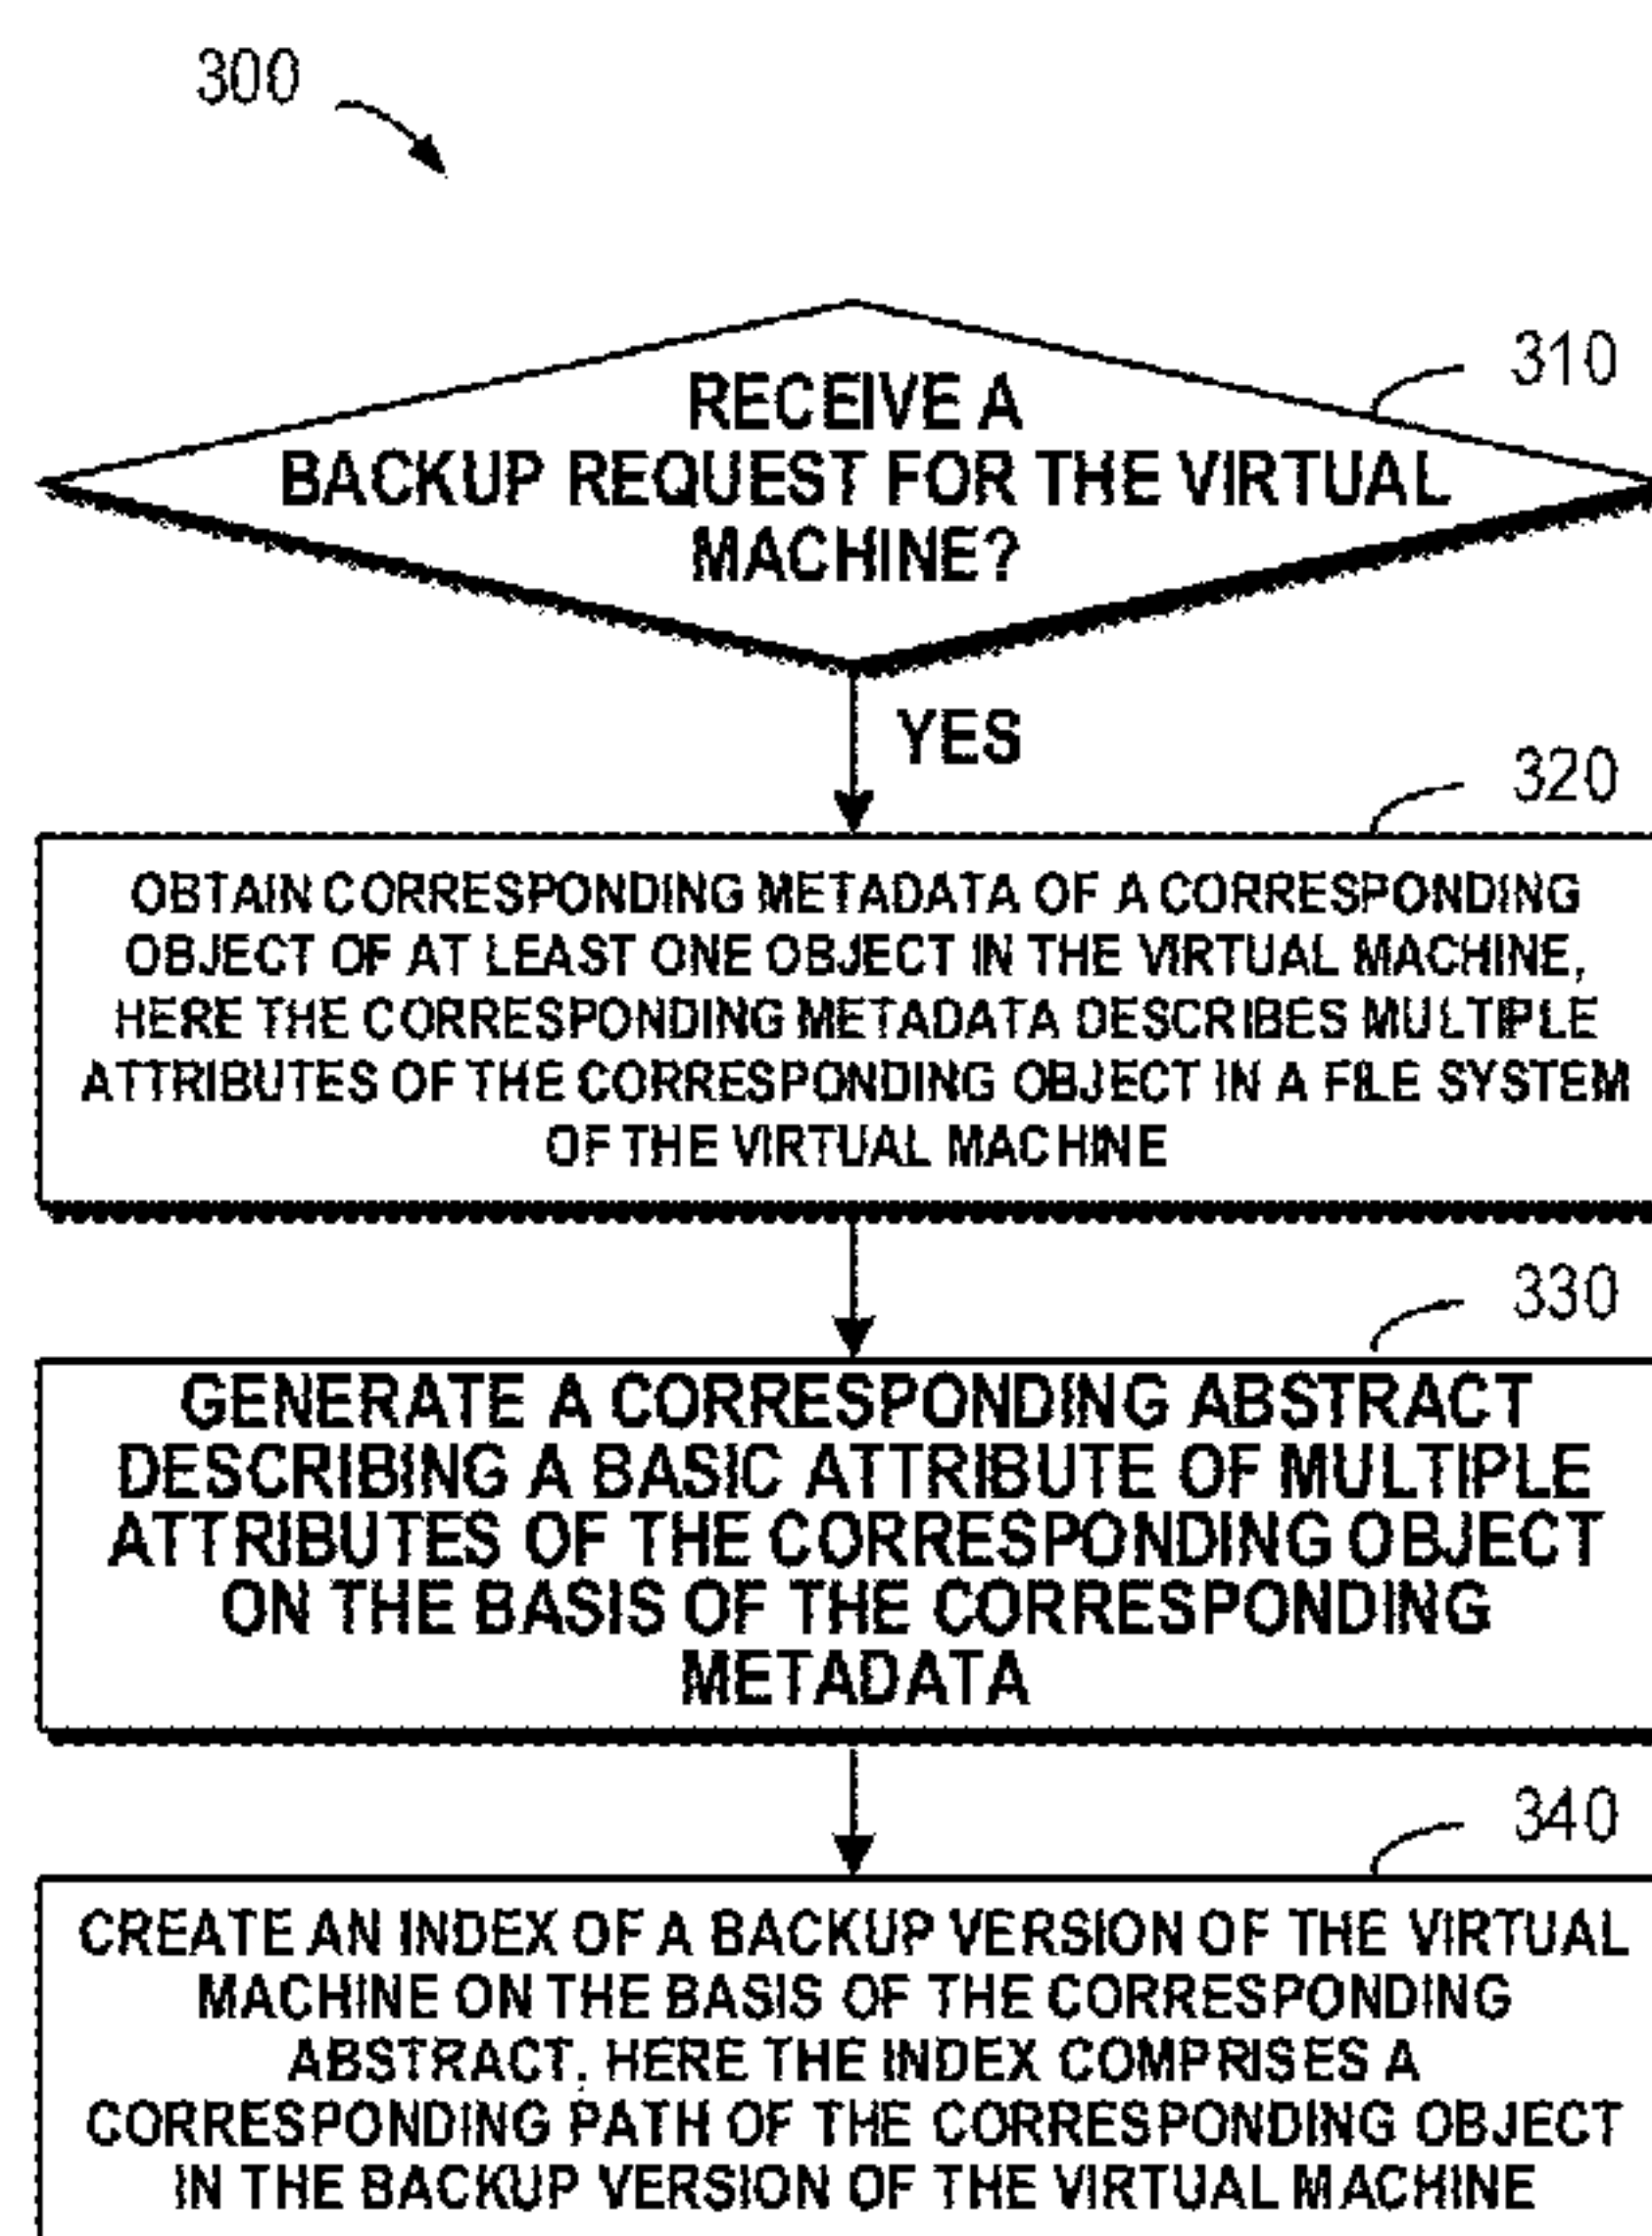 300
310
RECEIVE A
BACKUP REQUEST FOR THE VIRTUAL
MACHINE?
YES
320
OBTAIN CORRESPONDING METADATA OF A CORRESPONDING
OBJECT OF AT LEAST ONE OBJECT IN THE VIRTUAL MACHINE,
HERE THE CORRESPONDING METADATA DESCRIBES MULTIPLE
ATTRIBUTES OF THE CORRESPONDING OBJECT IN A FILE SYSTEM
OF THE VIRTUAL MACHINE
330
GENERATE A CORRESPONDING ABSTRACT
DESCRIBING A BASIC ATTRIBUTE OF MULTIPLE
ATTRIBUTES OF THE CORRESPONDING OBJECT
ON THE BASIS OF THE CORRESPONDING
METADATA
340
CREATE AN INDEX OF A BACKUP VERSION OF THE VIRTUAL
MACHINE ON THE BASIS OF THE CORRESPONDING
ABSTRACT, HERE THE INDEX COMPRISES A
CORRESPONDING PATH OF THE CORRESPONDING OBJECT
IN THE BACKUP VERSION OF THE VIRTUAL MACHINE